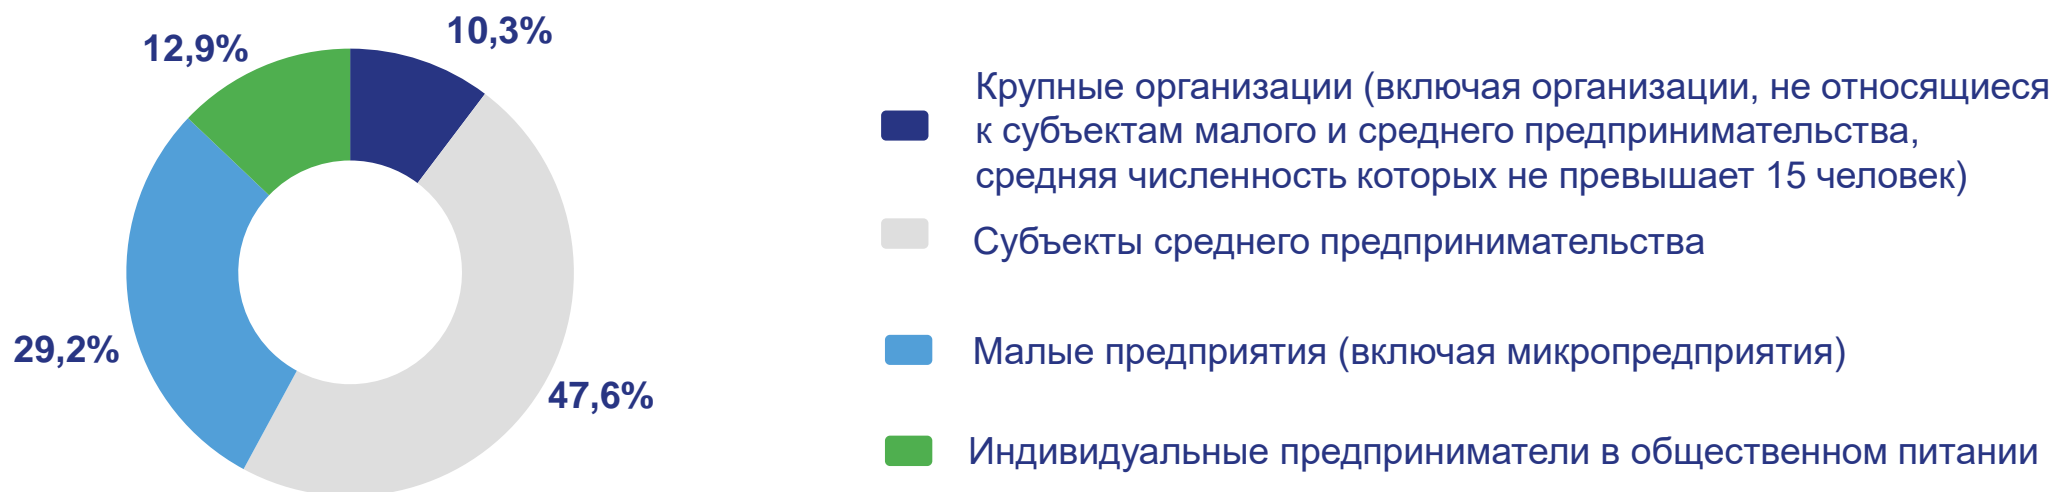 10,3%
12,9%
29,2%
47,6%
Крупные организации (включая организации, не относящиеся
к субъектам малого и среднего предпринимательства,
средняя численность которых не превышает 15 человек)
Субъекты среднего предпринимательства
Малые предприятия (включая микропредприятия)
Индивидуальные предприниматели в общественном питании